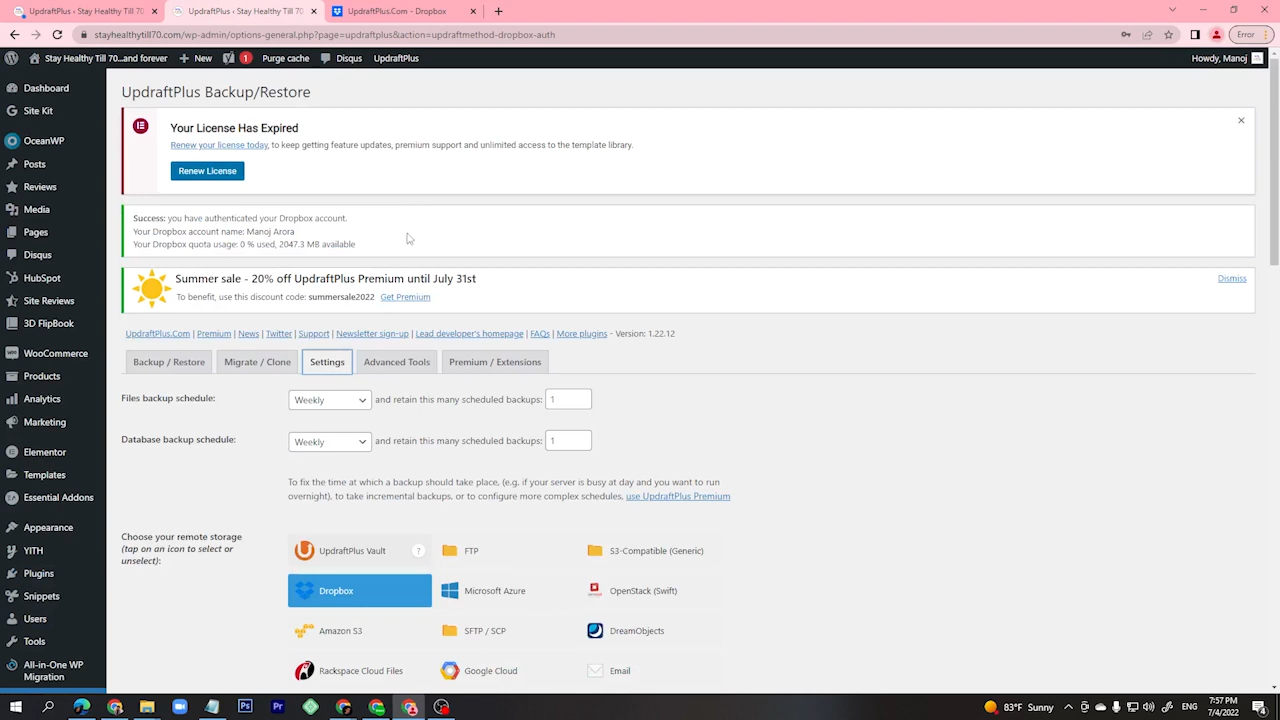 UpdraftPlus ‹ Stay Healthy Till 70
UpdraftPlus ‹ Stay Healthy Till 70
UpdraftPlus.Com - Dropbox
stayhealthytill70.com/wp-admin/options-general.php?page=updraftplus&action=updraftmethod-dropbox-auth
Error
Stay Healthy Till 70...and forever
New
1
Purge cache
Disqus
UpdraftPlus
Howdy, Manoj
Dashboard
Site Kit
OceanWP
Posts
Reviews
Media
Pages
Disqus
HubSpot
Site Reviews
3D FlipBook
WooCommerce
Products
Analytics
Marketing
Elementor
Templates
Essential Addons
Appearance
YITH
Plugins
Snippets
Users
Tools
All-in-One WP
Migration
UpdraftPlus Backup/Restore
Your License Has Expired
Renew your license today, to keep getting feature updates, premium support and unlimited access to the template library.
Renew License
Success: you have authenticated your Dropbox account.
Your Dropbox account name: Manoj Arora
Your Dropbox quota usage: 0 % used, 2047.3 MB available
Summer sale - 20% off UpdraftPlus Premium until July 31st
Dismiss
To benefit, use this discount code: summersale2022 Get Premium
UpdraftPlus.Com | Premium | News | Twitter | Support | Newsletter sign-up | Lead developer's homepage | FAQs | More plugins - Version: 1.22.12
Backup / Restore
Migrate / Clone
Settings
Advanced Tools
Premium / Extensions
Files backup schedule:
Weekly
and retain this many scheduled backups: 1
Database backup schedule:
Weekly
and retain this many scheduled backups: 1
To fix the time at which a backup should take place, (e.g. if your server is busy at day and you want to run
overnight), to take incremental backups, or to configure more complex schedules, use UpdraftPlus Premium
Choose your remote storage
(tap on an icon to select or
unselect):
UpdraftPlus Vault ?
FTP
S3-Compatible (Generic)
Dropbox
Microsoft Azure
OpenStack (Swift)
Amazon S3
SFTP / SCP
DreamObjects
Rackspace Cloud Files
Google Cloud
Email
Ps
Pr
83°F Sunny
7:57 PM
7/4/2022
4